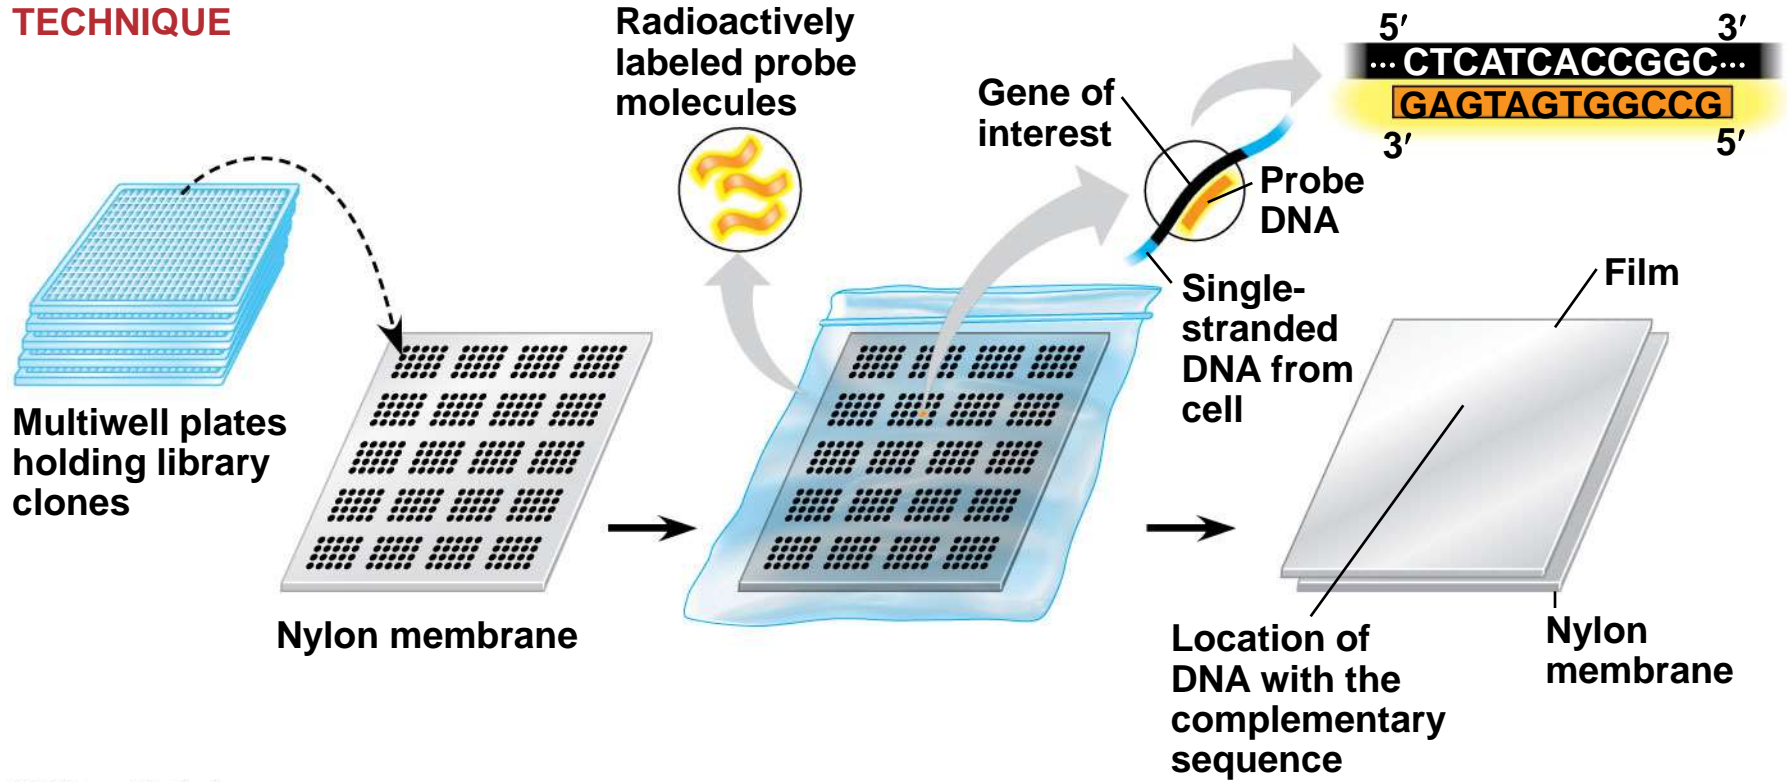 TECHNIQUE
Radioactively
labeled probe
molecules
Gene of
interest
5′ 3′
... CTCATCACCGGC...
GAGTAGTGGCCG
3′ 5′
Probe
DNA
Single-
stranded
DNA from
cell
Film
Multiwell plates
holding library
clones
Nylon membrane
Location of
DNA with the
complementary
sequence
Nylon
membrane